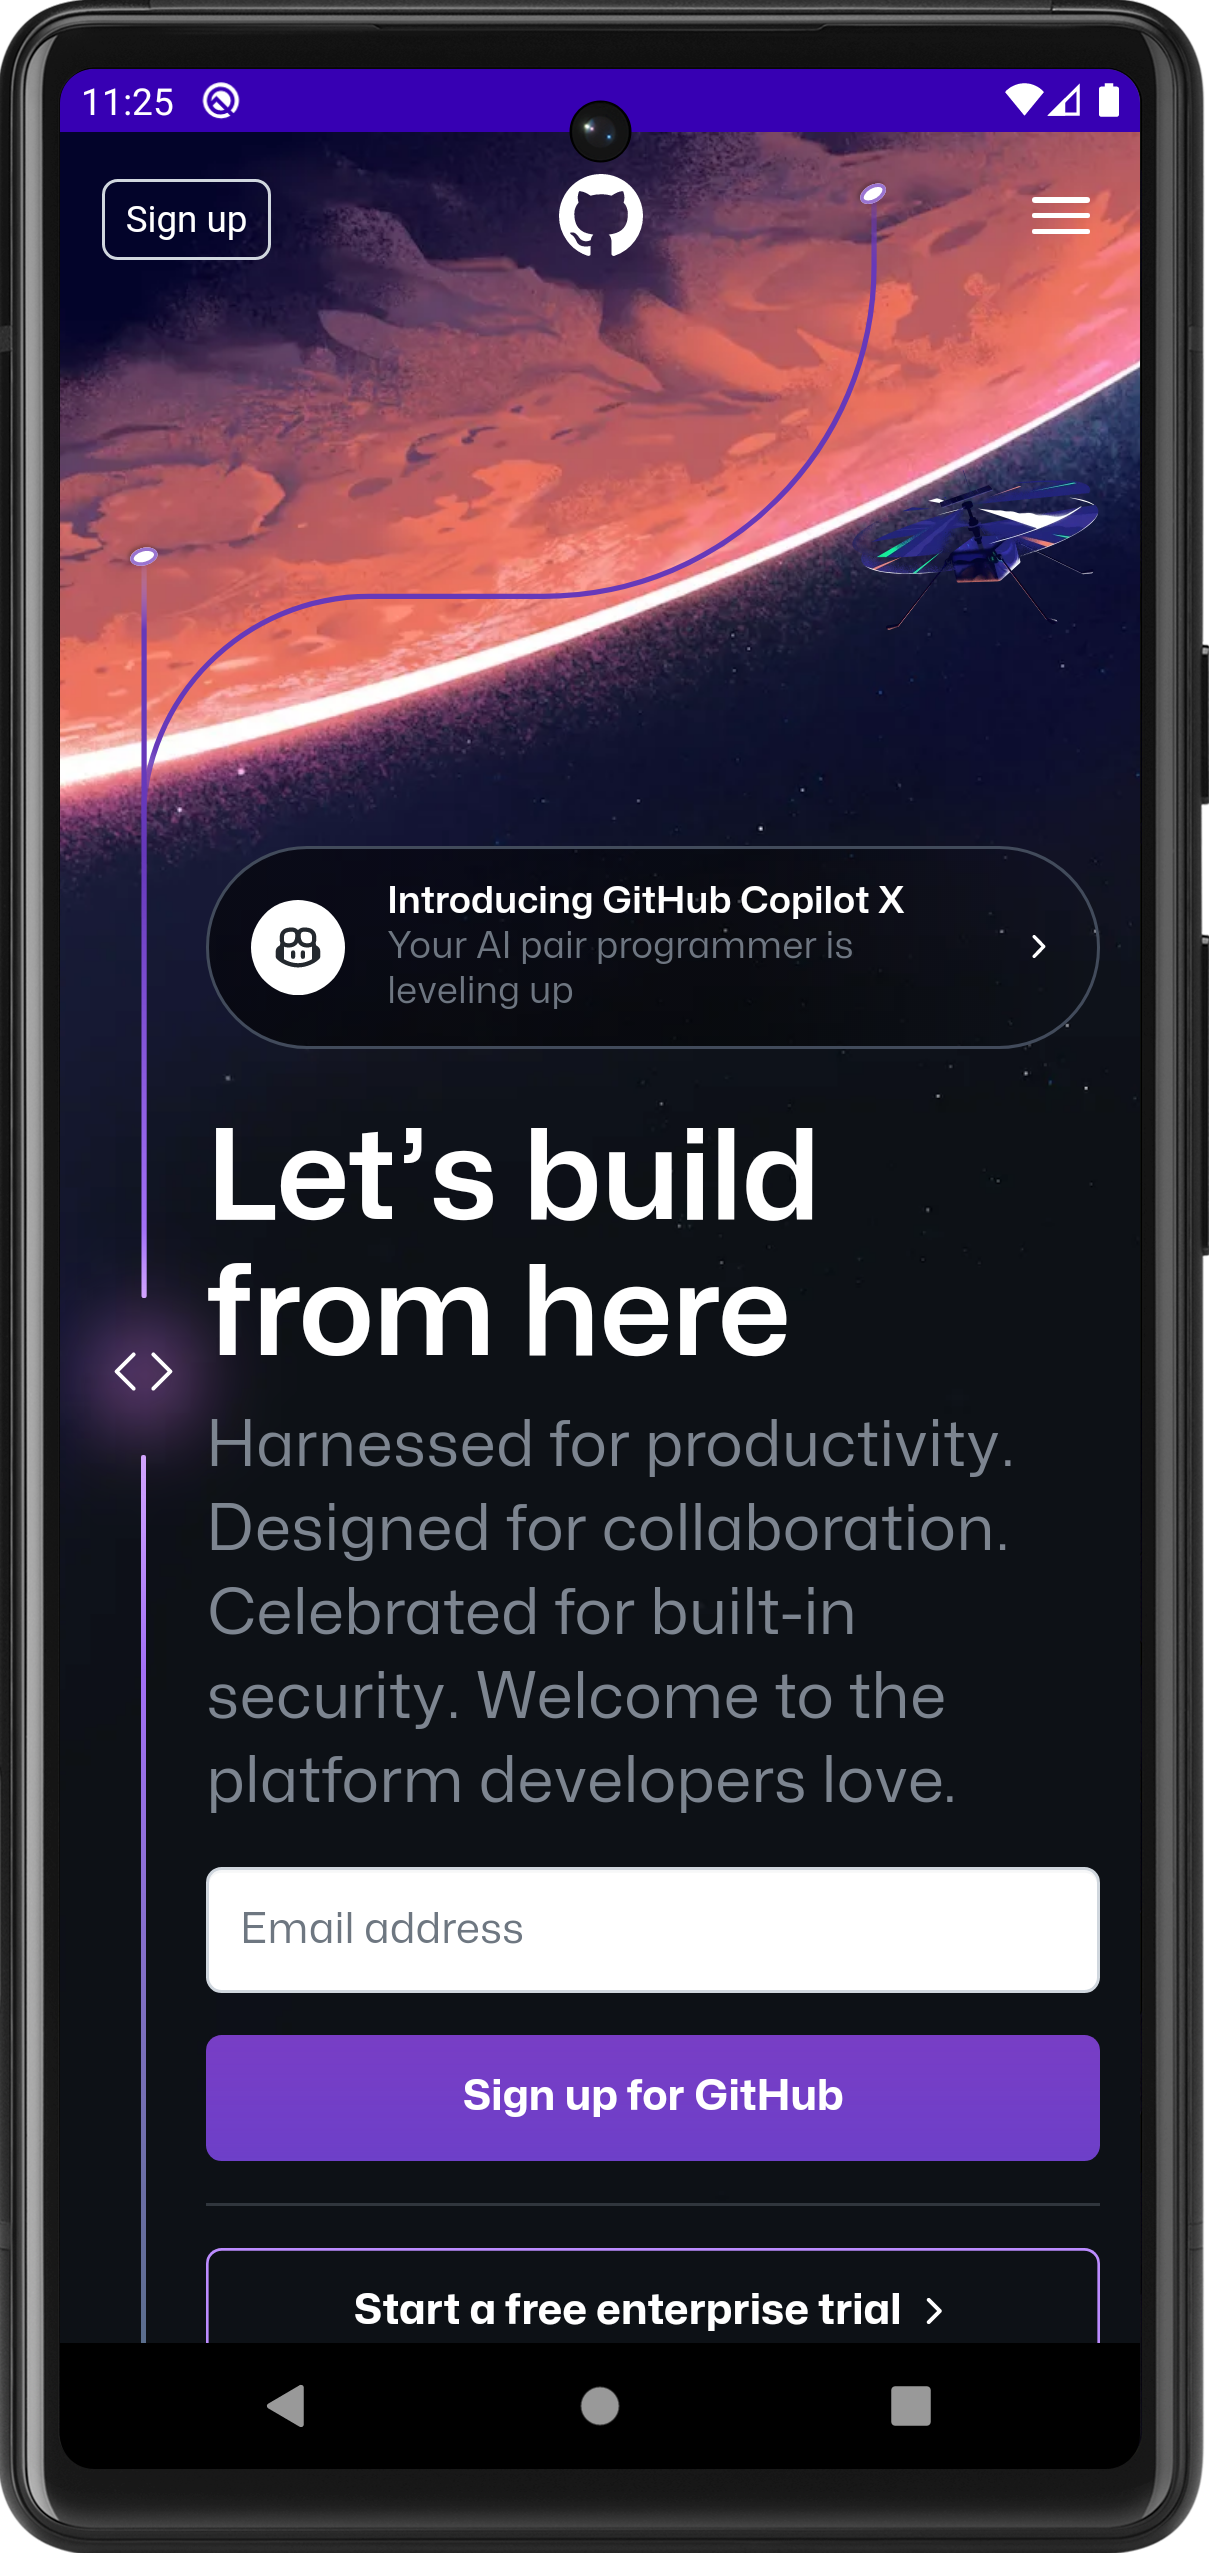 11:25
Sign up
Introducing GitHub Copilot X
Your AI pair programmer is
leveling up
Let’s build
from here
Harnessed for productivity.
Designed for collaboration.
Celebrated for built-in
security. Welcome to the
platform developers love.
Email address
Sign up for GitHub
Start a free enterprise trial